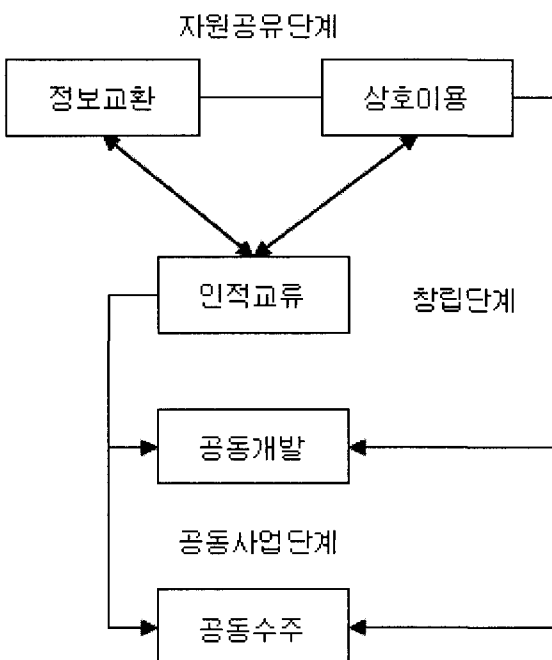 자원공유단계
정보교환
상호이용
인적교류
창립단계
공동개발
공동사업단계
공동수주